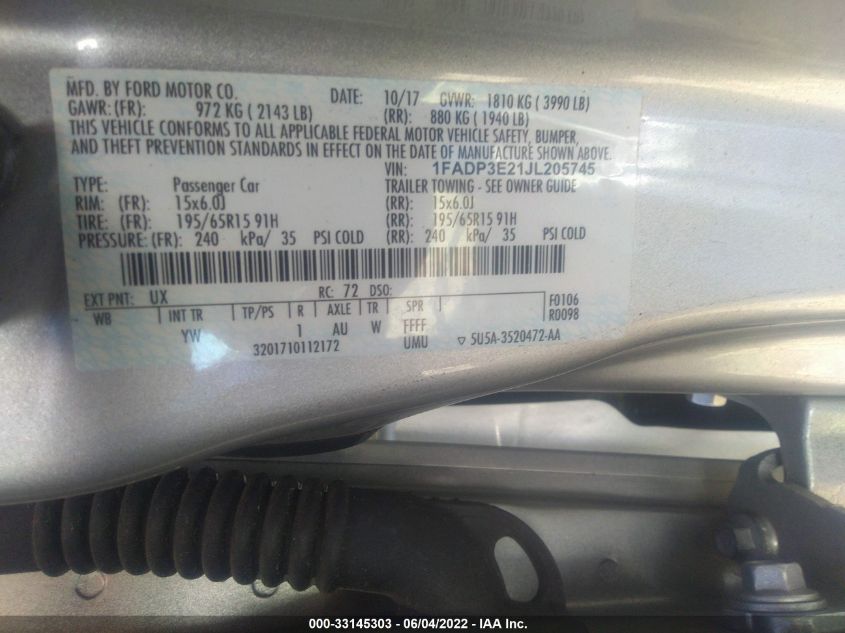 MFD. BY FORD MOTOR CO.
DATE: 10/17 GVWR: 1810 KG ( 3990 LB)
GAWR: (FR): 972 KG ( 2143 LB) (RR): 880 KG ( 1940 LB)
THIS VEHICLE CONFORMS TO ALL APPLICABLE FEDERAL MOTOR VEHICLE SAFETY, BUMPER,
AND THEFT PREVENTION STANDARDS IN EFFECT ON THE DATE OF MANUFACTURE SHOWN ABOVE.
VIN: 1FADP3E21JL205745
TYPE: Passenger Car TRAILER TOWING - SEE OWNER GUIDE
RIM: (FR): 15x6.0J (RR): 15x6.0J
TIRE: (FR): 195/65R15 91H (RR): 195/65R15 91H
PRESSURE: (FR): 240 kPa/ 35 PSI COLD (RR): 240 kPa/ 35 PSI COLD
EXT PNT: UX RC: 72 DSO: F0106
WB INT TR TP/PS R AXLE TR SPR R0098
YW 1 AU W FFFF
3201710112172 UMU ▽ 5U5A-3520472-AA
000-33145303 - 06/04/2022 - IAA Inc.